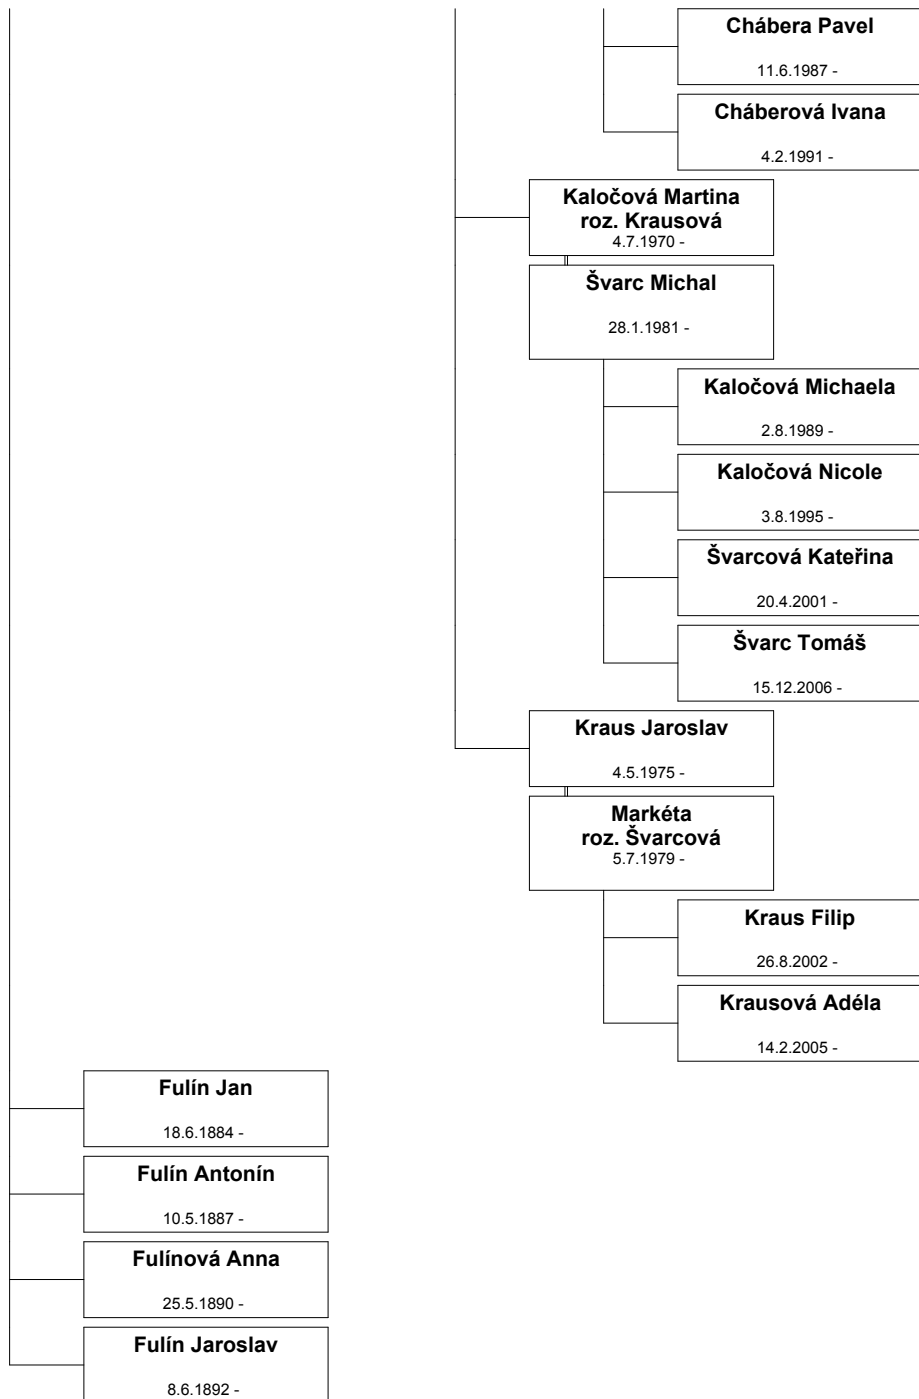 Chábera Pavel
11.6.1987 -
Cháberová Ivana
4.2.1991 -
Kaločová Martina
roz. Krausová
4.7.1970 -
Švarc Michal
28.1.1981 -
Kaločová Michaela
2.8.1989 -
Kaločová Nicole
3.8.1995 -
Švarcová Kateřina
20.4.2001 -
Švarc Tomáš
15.12.2006 -
Kraus Jaroslav
4.5.1975 -
Markéta
roz. Švarcová
5.7.1979 -
Kraus Filip
26.8.2002 -
Krausová Adéla
14.2.2005 -
Fulín Jan
18.6.1884 -
Fulín Antonín
10.5.1887 -
Fulínová Anna
25.5.1890 -
Fulín Jaroslav
8.6.1892 -